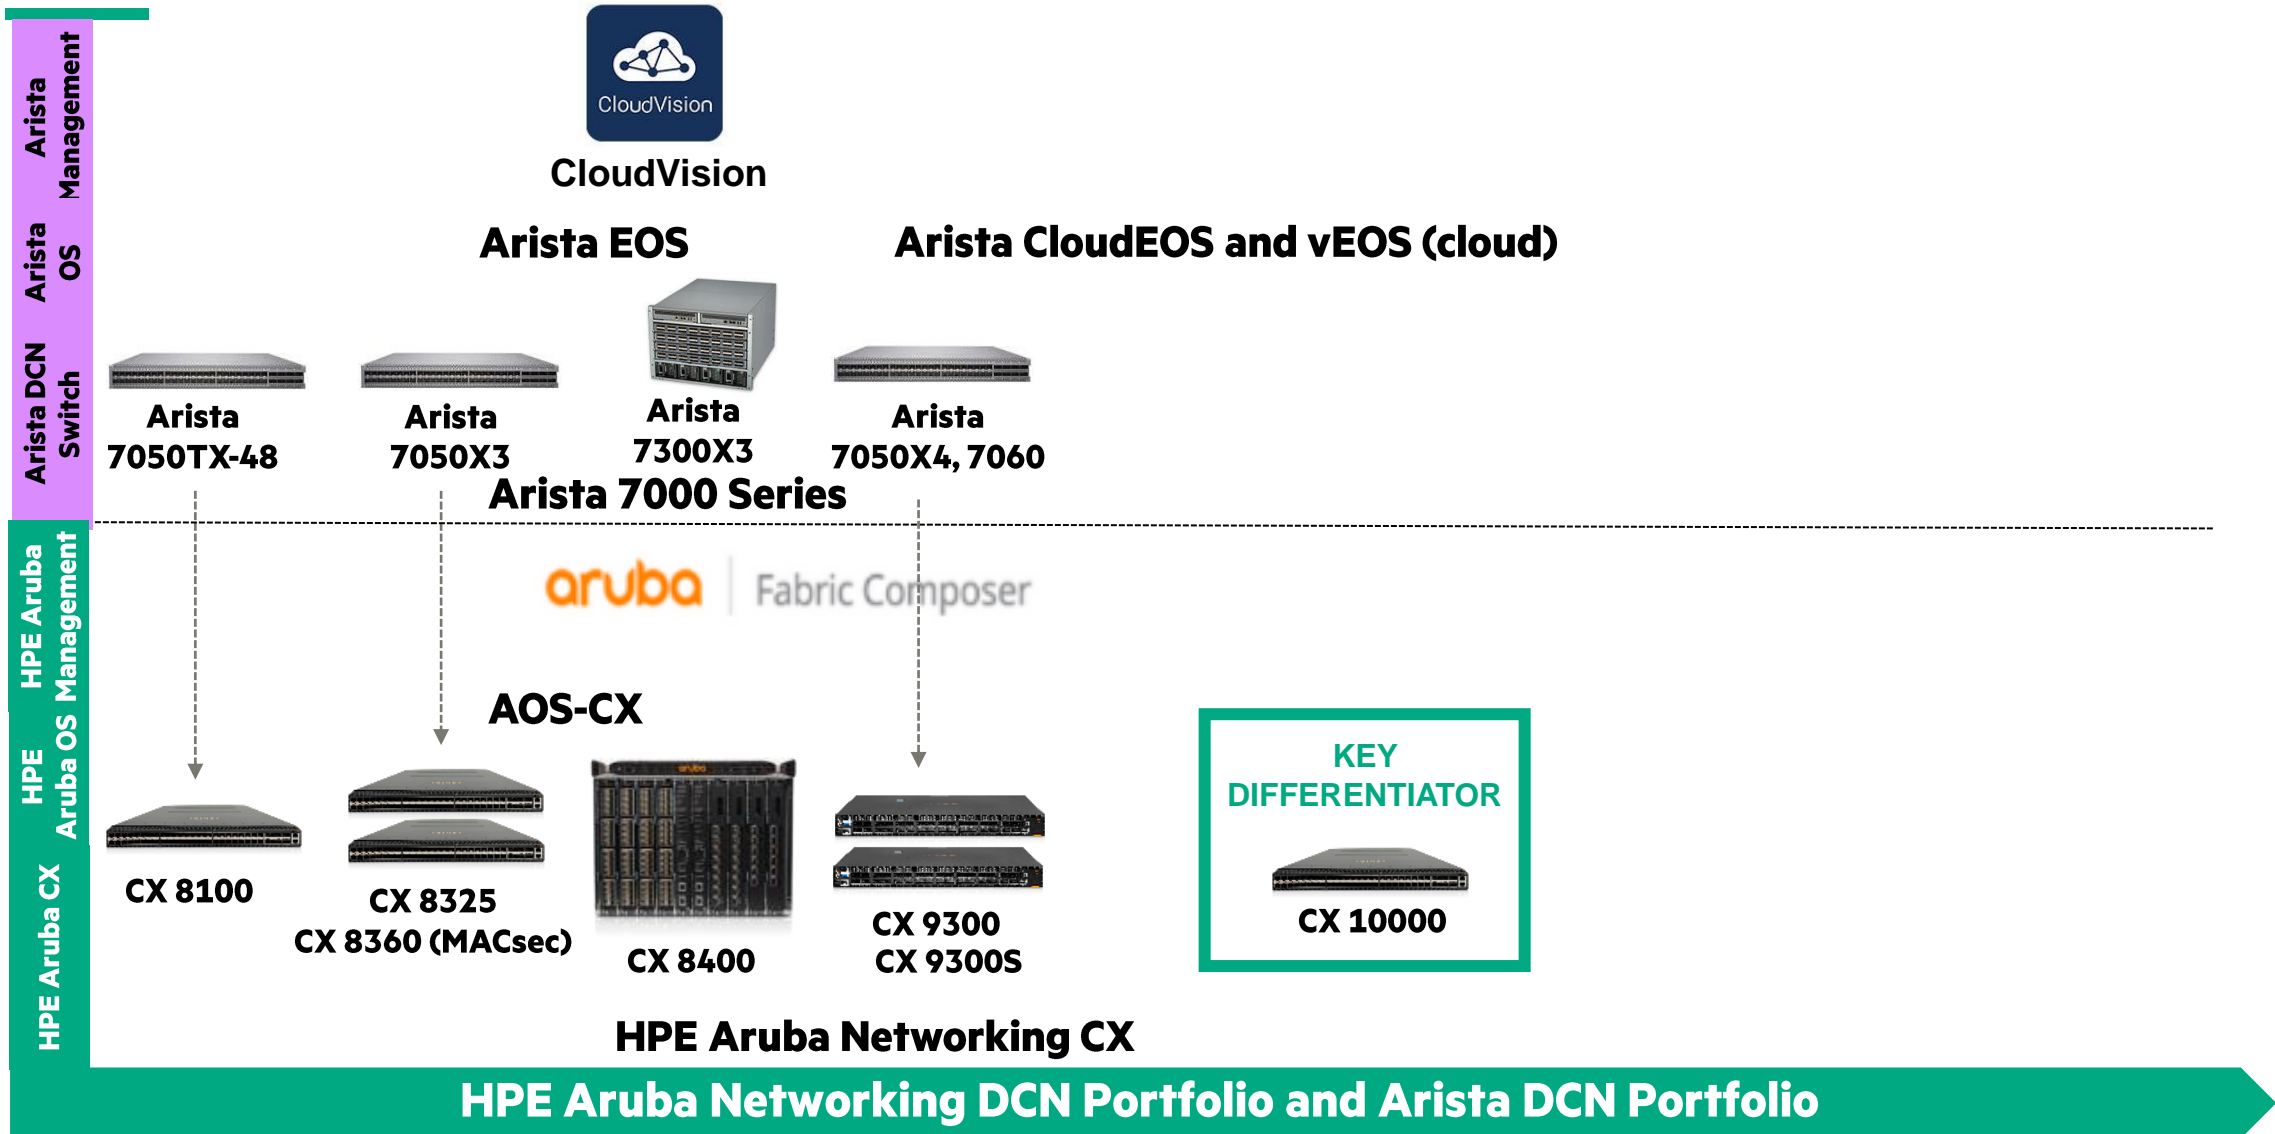 Arista
Management
CloudVision
CloudVision
Arista
OS
Arista EOS
Arista CloudEOS and vEOS (cloud)
Arista DCN
Switch
Arista
7050TX-48
Arista
7050X3
Arista
7300X3
Arista
7050X4, 7060
Arista 7000 Series
HPE Aruba
Management
aruba
Fabric Composer
HPE
Aruba OS
AOS-CX
KEY
DIFFERENTIATOR
aruba
HPE Aruba CX
CX 8100
CX 8325
CX 8360 (MACsec)
CX 8400
CX 9300
CX 9300S
CX 10000
HPE Aruba Networking CX
HPE Aruba Networking DCN Portfolio and Arista DCN Portfolio